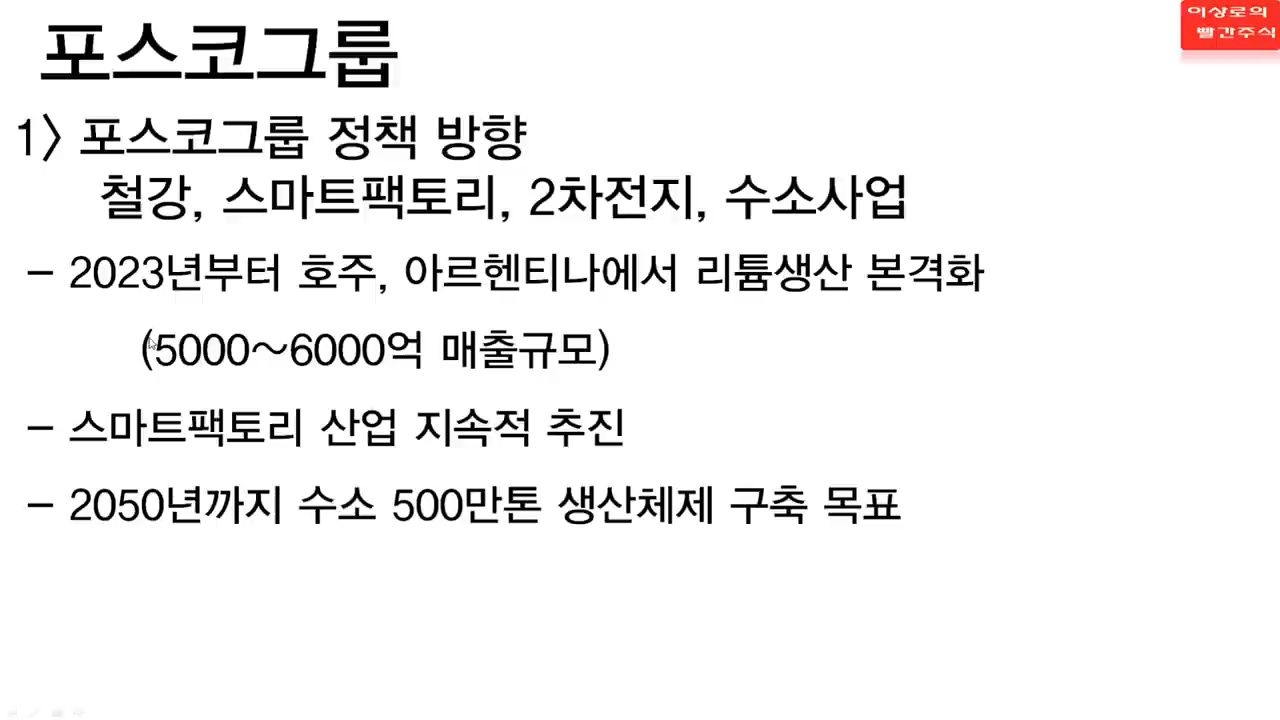 포스코그룹
이상로의
빨간주식
1> 포스코그룹 정책 방향
철강, 스마트팩토리, 2차전지, 수소사업
- 2023년부터 호주, 아르헨티나에서 리튬생산 본격화
(5000~6000억 매출규모)
- 스마트팩토리 산업 지속적 추진
- 2050년까지 수소 500만톤 생산체제 구축 목표